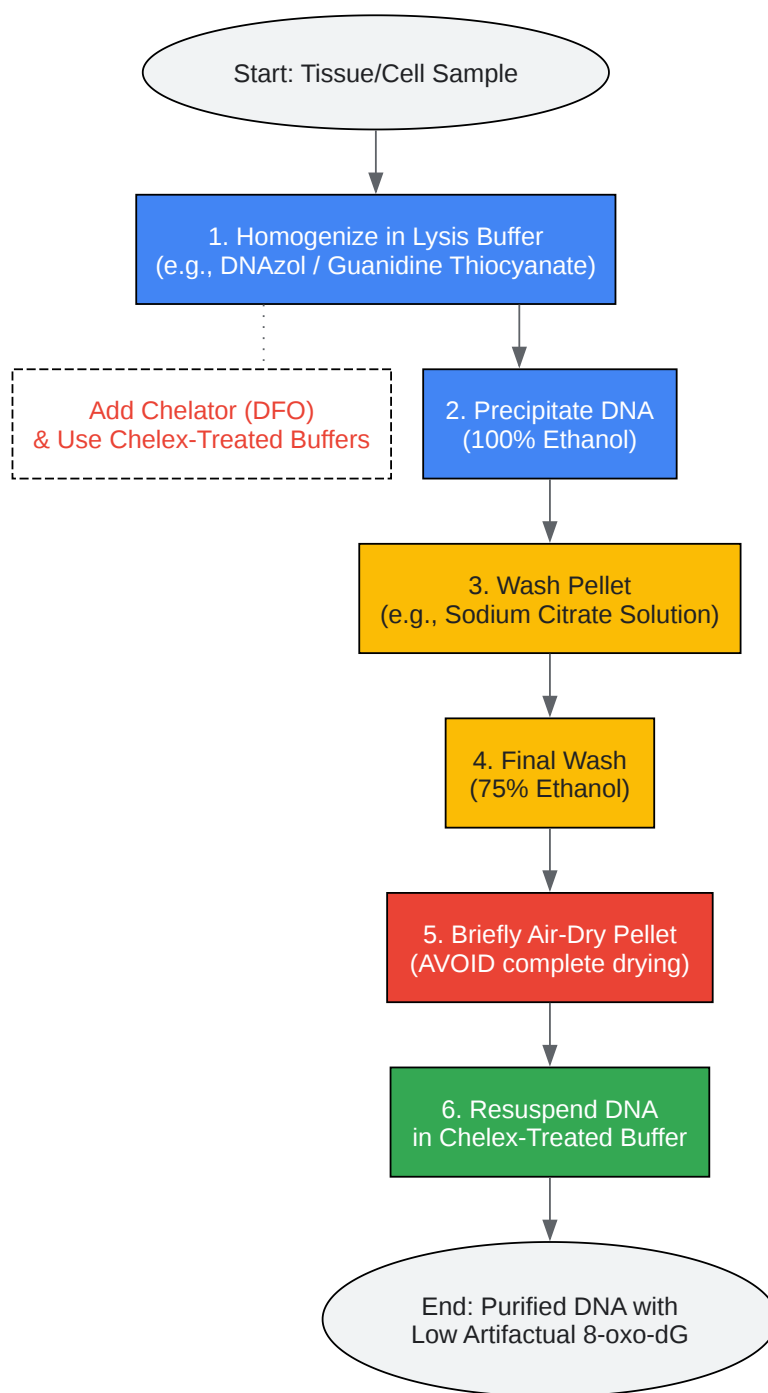 Start: Tissue/Cell Sample
1. Homogenize in Lysis Buffer
(e.g., DNAzol / Guanidine Thiocyanate)
Add Chelator (DFO)
& Use Chelex-Treated Buffers
2. Precipitate DNA
(100% Ethanol)
3. Wash Pellet
(e.g., Sodium Citrate Solution)
4. Final Wash
(75% Ethanol)
5. Briefly Air-Dry Pellet
(AVOID complete drying)
6. Resuspend DNA
in Chelex-Treated Buffer
End: Purified DNA with
Low Artifactual 8-oxo-dG